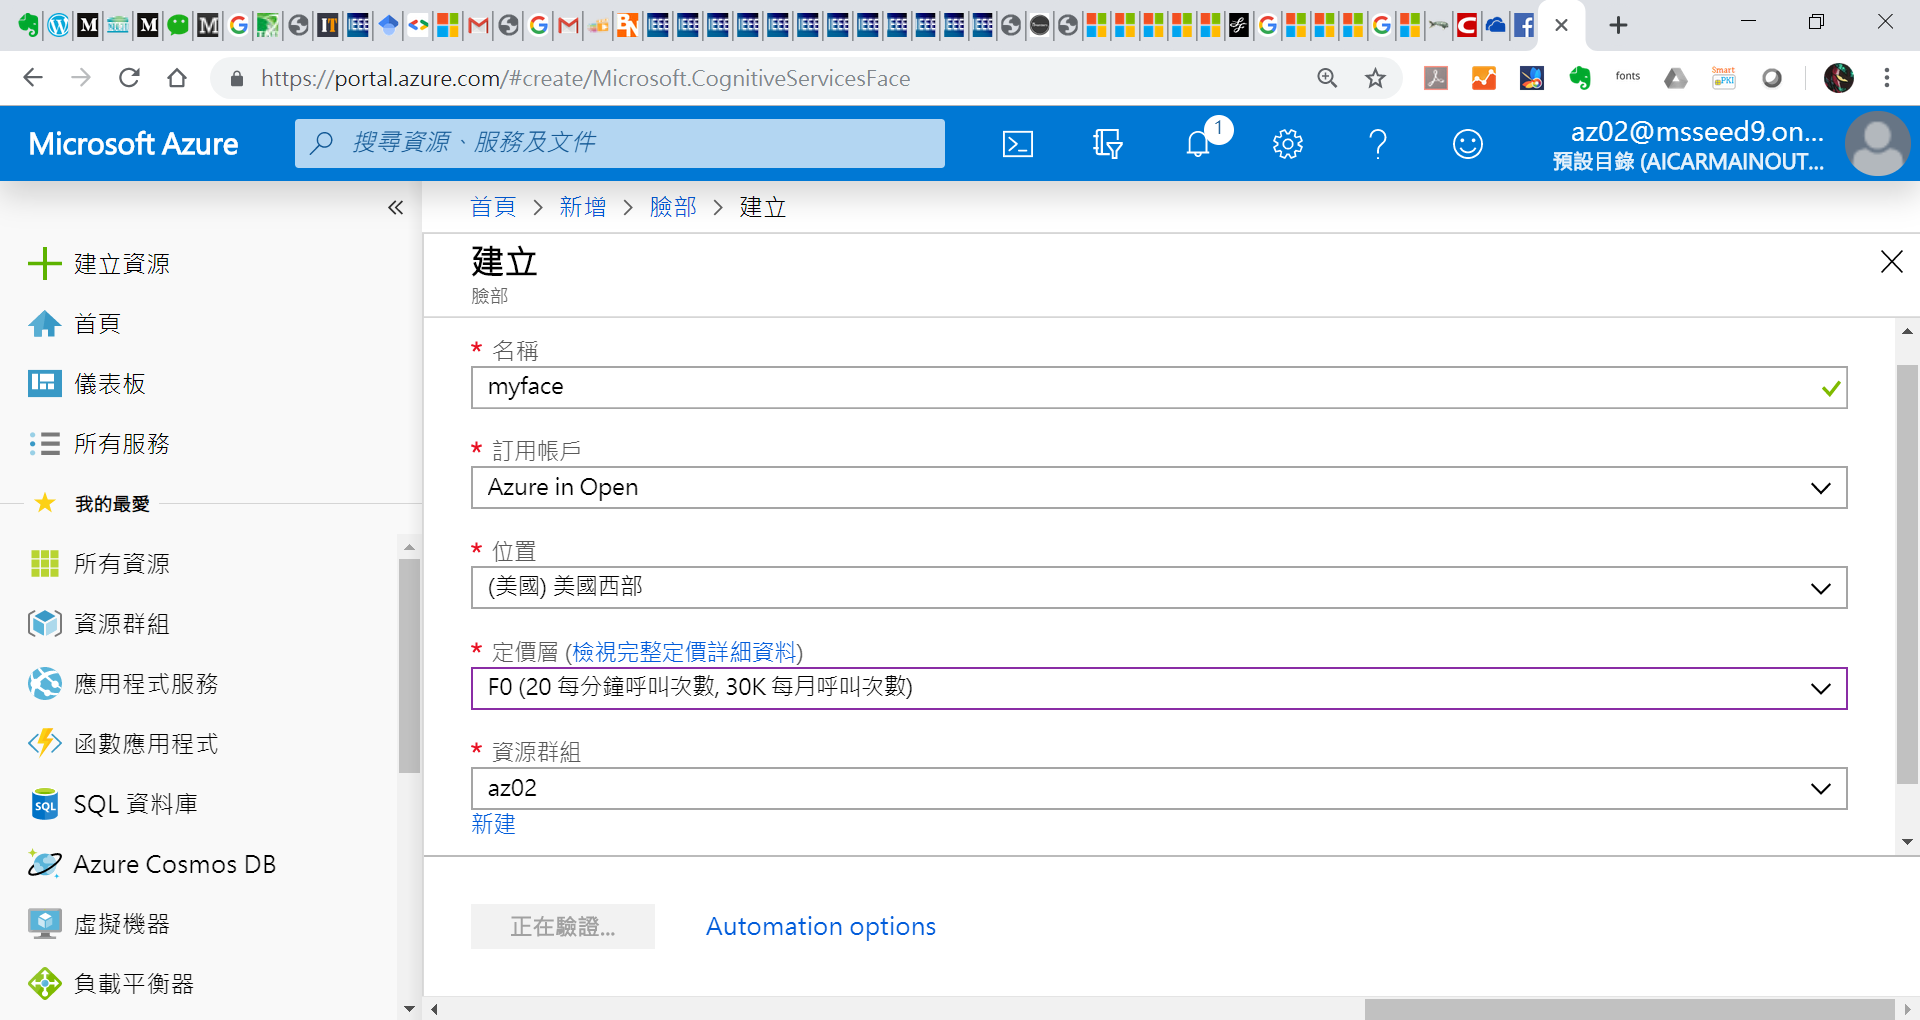 https://portal.azure.com/#create/Microsoft.CognitiveServicesFace
fonts
Microsoft Azure
搜尋資源、服務及文件
1
az02@msseed9.on...
預設目錄 (AICARMAINOUT...
首頁 > 新增 > 臉部 > 建立
建立
臉部
建立資源
首頁
儀表板
所有服務
我的最愛
所有資源
資源群組
應用程式服務
函數應用程式
SQL 資料庫
Azure Cosmos DB
虛擬機器
負載平衡器
* 名稱
myface
* 訂用帳戶
Azure in Open
* 位置
(美國) 美國西部
* 定價層 (檢視完整定價詳細資料)
F0 (20 每分鐘呼叫次數, 30K 每月呼叫次數)
* 資源群組
az02
新建
正在驗證...
Automation options